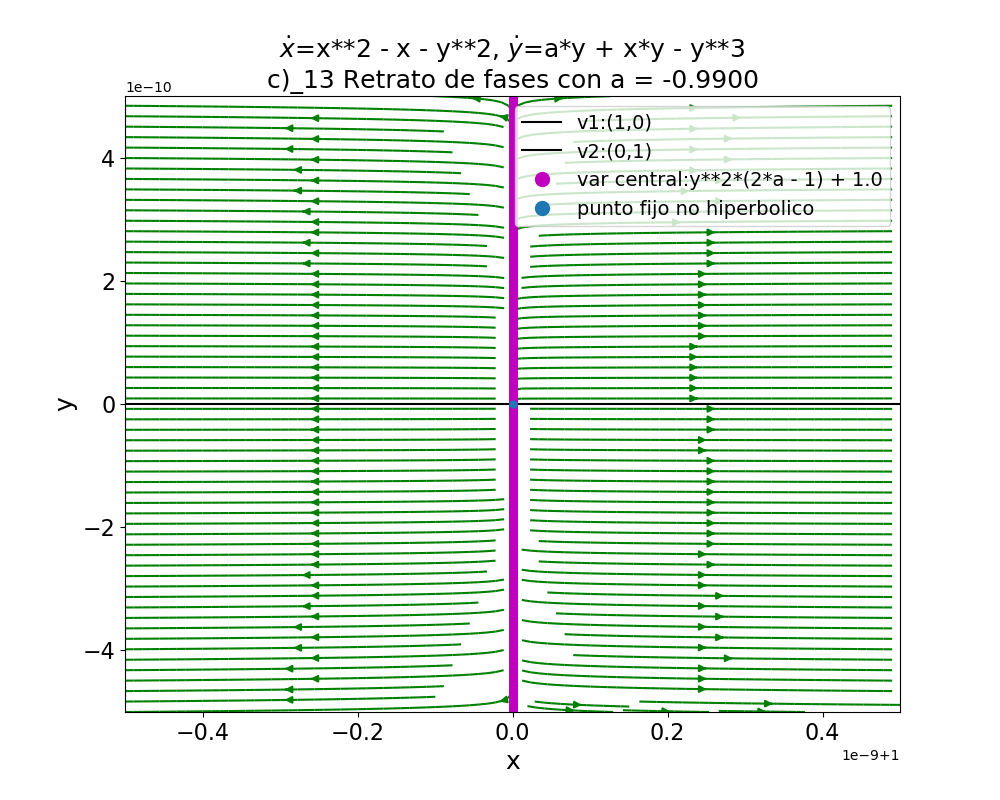 ẋ=x**2 - x - y**2, ẏ=a*y + x*y - y**3
c)_13 Retrato de fases con a = -0.9900
1e−10
v1:(1,0)
v2:(0,1)
var central:y**2*(2*a - 1) + 1.0
punto fijo no hiperbolico
4
2
0
−2
−4
y
−0.4 −0.2 0.0 0.2 0.4
x
1e−9+1